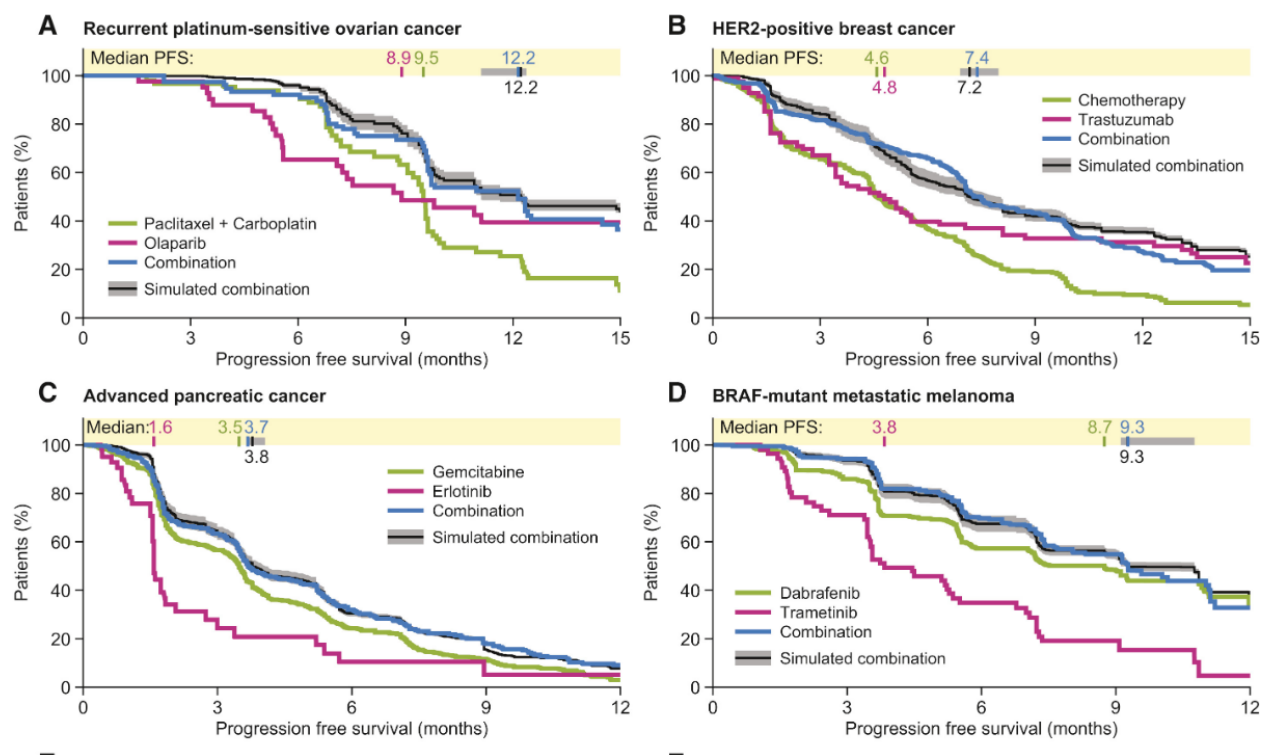 A Recurrent platinum-sensitive ovarian cancer
Median PFS: 8.9 9.5 12.2
12.2
100
80
60
40
20
0
Patients (%)
Paclitaxel + Carboplatin
Olaparib
Combination
Simulated combination
0 3 6 9 12 15
Progression free survival (months)
B HER2-positive breast cancer
Median PFS: 4.6 7.4
4.8 7.2
100
80
60
40
20
0
Patients (%)
Chemotherapy
Trastuzumab
Combination
Simulated combination
0 3 6 9 12 15
Progression free survival (months)
C Advanced pancreatic cancer
Median: 1.6 3.5 3.7
3.8
100
80
60
40
20
0
Patients (%)
Gemcitabine
Erlotinib
Combination
Simulated combination
0 3 6 9 12
Progression free survival (months)
D BRAF-mutant metastatic melanoma
Median PFS: 3.8 8.7 9.3
9.3
100
80
60
40
20
0
Patients (%)
Dabrafenib
Trametinib
Combination
Simulated combination
3 6 9 12
Progression free survival (months)